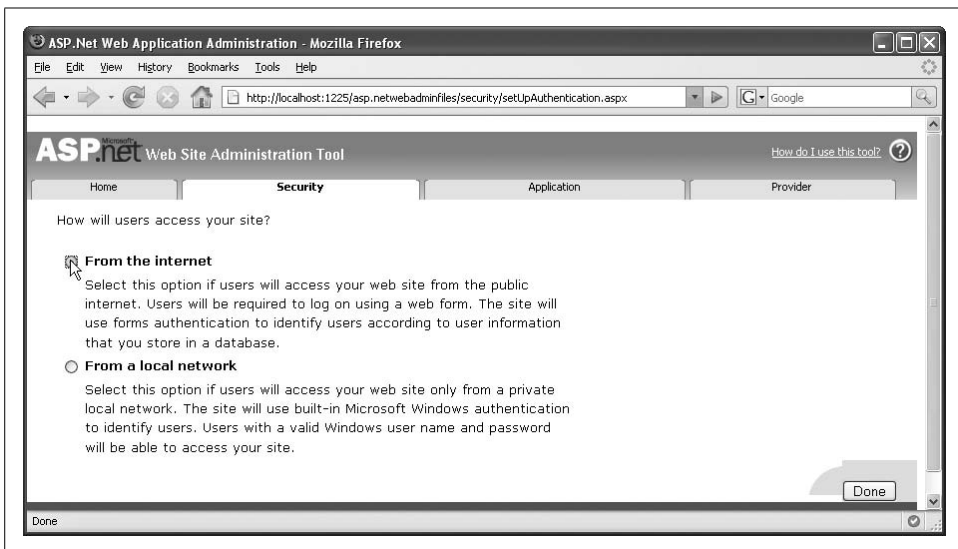 ASP.Net Web Application Administration - Mozilla Firefox
File Edit View History Bookmarks Tools Help
http://localhost:1225/asp.netwebadminfiles/security/setUpAuthentication.aspx
G Google
Microsoft
ASP.net Web Site Administration Tool
How do I use this tool? ?
Home Security Application Provider
How will users access your site?
From the internet
Select this option if users will access your web site from the public
internet. Users will be required to log on using a web form. The site will
use forms authentication to identify users according to user information
that you store in a database.
From a local network
Select this option if users will access your web site only from a private
local network. The site will use built-in Microsoft Windows authentication
to identify users. Users with a valid Windows user name and password
will be able to access your site.
Done
Done